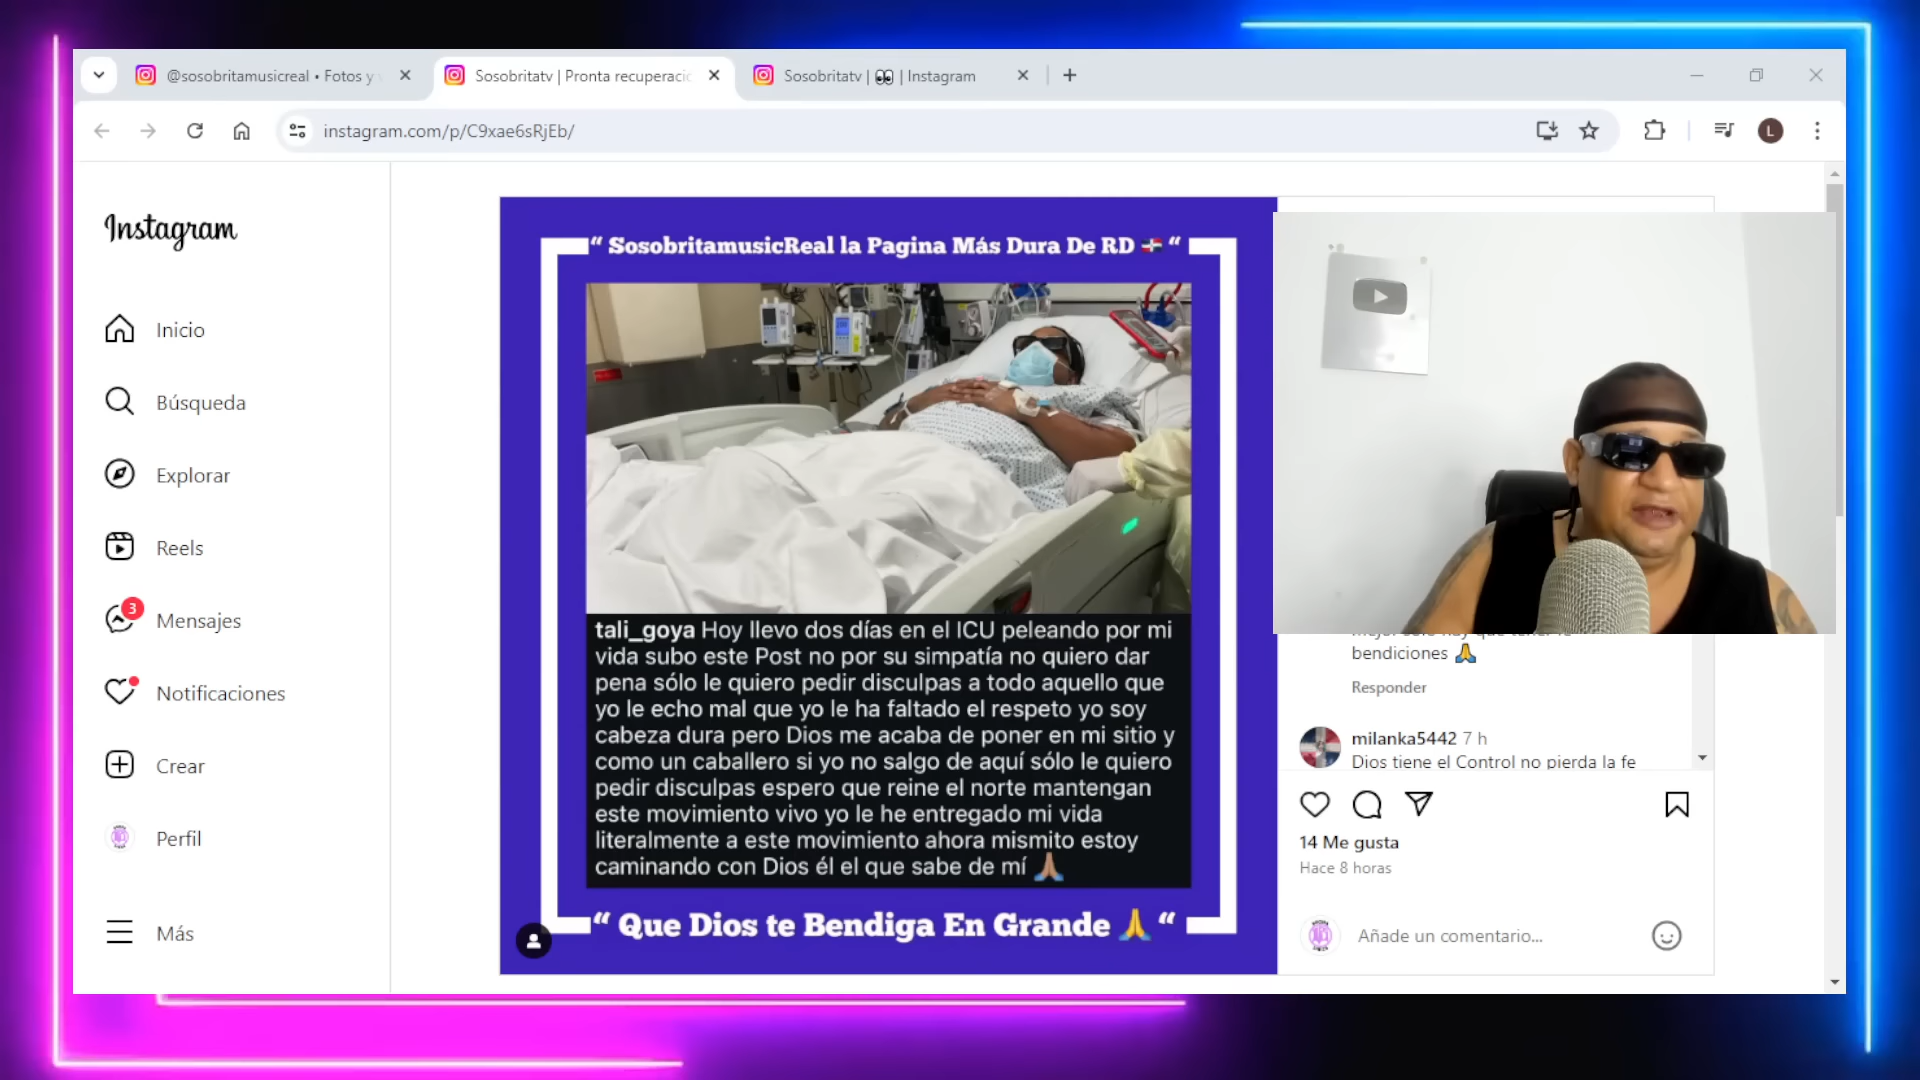 @sosobritamusicreal • Fotos y
Sosobritatv | Pronta recuperació
Sosobritatv | 👀 | Instagram
instagram.com/p/C9xae6sRjEb/
L
Instagram
Inicio
Búsqueda
Explorar
Reels
3
Mensajes
Notificaciones
Crear
Perfil
Más
“ SosobritamusicReal la Pagina Más Dura De RD 🇩🇴 “
tali_goya Hoy llevo dos días en el ICU peleando por mi
vida subo este Post no por su simpatía no quiero dar
pena sólo le quiero pedir disculpas a todo aquello que
yo le echo mal que yo le ha faltado el respeto yo soy
cabeza dura pero Dios me acaba de poner en mi sitio y
como un caballero si yo no salgo de aquí sólo le quiero
pedir disculpas espero que reine el norte mantengan
este movimiento vivo yo le he entregado mi vida
literalmente a este movimiento ahora mismito estoy
caminando con Dios él el que sabe de mí 🙏🏽
“ Que Dios te Bendiga En Grande 🙏 “
bendiciones 🙏
Responder
milanka5442 7 h
Dios tiene el Control no pierda la fe
14 Me gusta
Hace 8 horas
Añade un comentario...